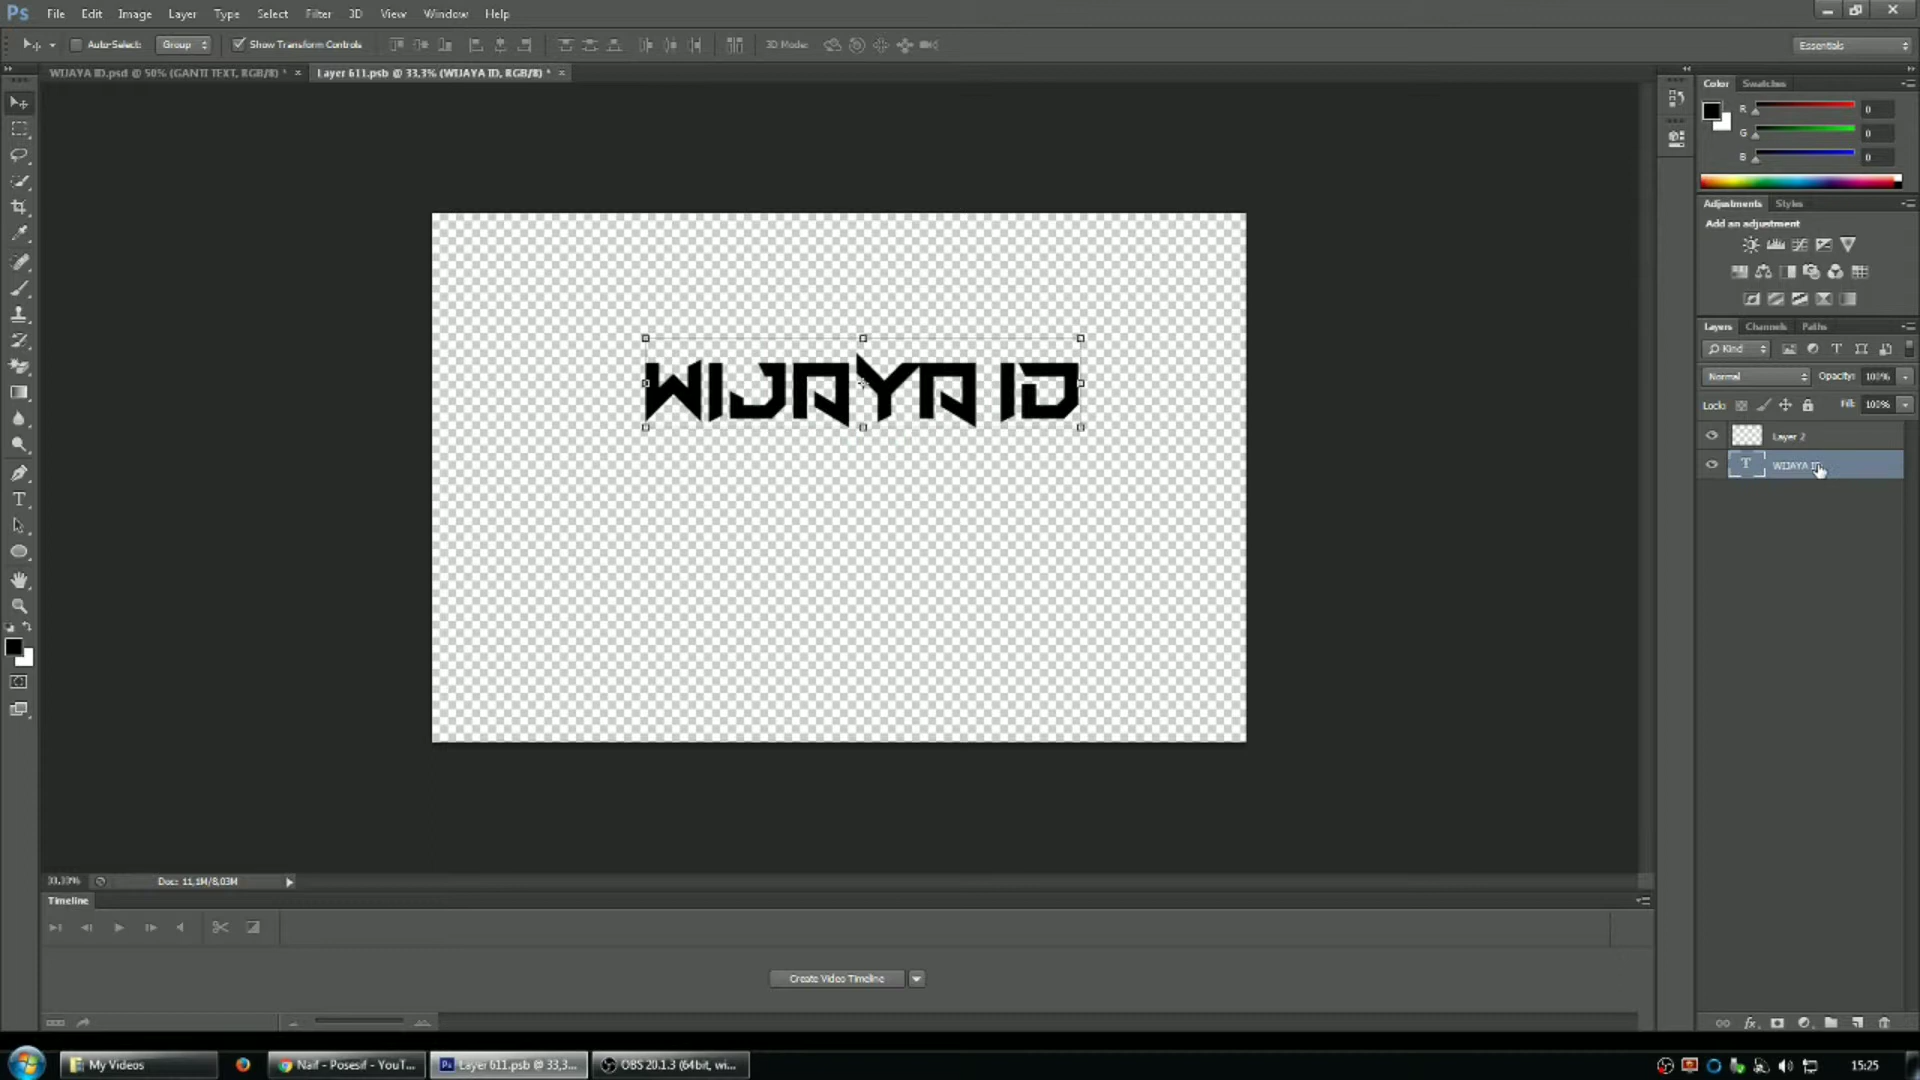 Ps File Edit Image Layer Type Select Filter 3D View Window Help
Auto-Select: Group Show Transform Controls 3D Mode: Essentials
WIJAYA ID.psd @ 50% (GANTI TEXT, RGB/8) * × Layer 611.psb @ 33,3% (WIJAYA ID, RGB/8) * ×
Color Swatches
R 0
G 0
B 0
Adjustments Styles
Add an adjustment
Layers Channels Paths
Kind
Normal Opacity: 100%
Lock: Fill: 100%
Layer 2
T WIJAYA ID
WIJAYA ID
33,33% Doc: 11,1M/8,03M
Timeline
Create Video Timeline
My Videos Naif - Posesif - YouT... Ps Layer 611.psb @ 33,3... OBS 20.1.3 (64bit, wi... 15:25